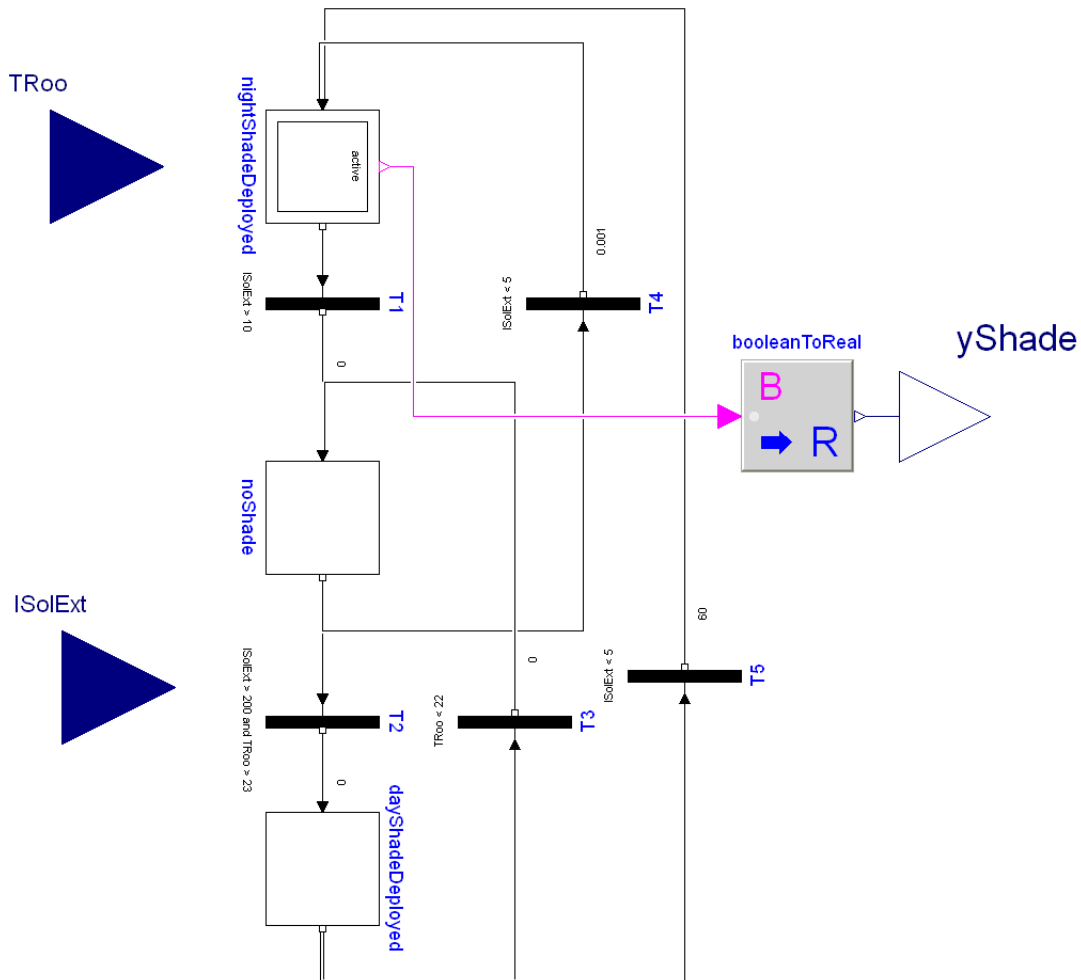 TRoo
nightShadeDeployed
active
ISolExt > 10
T1
0
ISolExt < 5
0.001
T4
booleanToReal
B
R
yShade
noShade
ISolExt
ISolExt > 200 and TRoo > 23
T2
0
TRoo < 22
0
T3
ISolExt < 5
60
T5
dayShadeDeployed